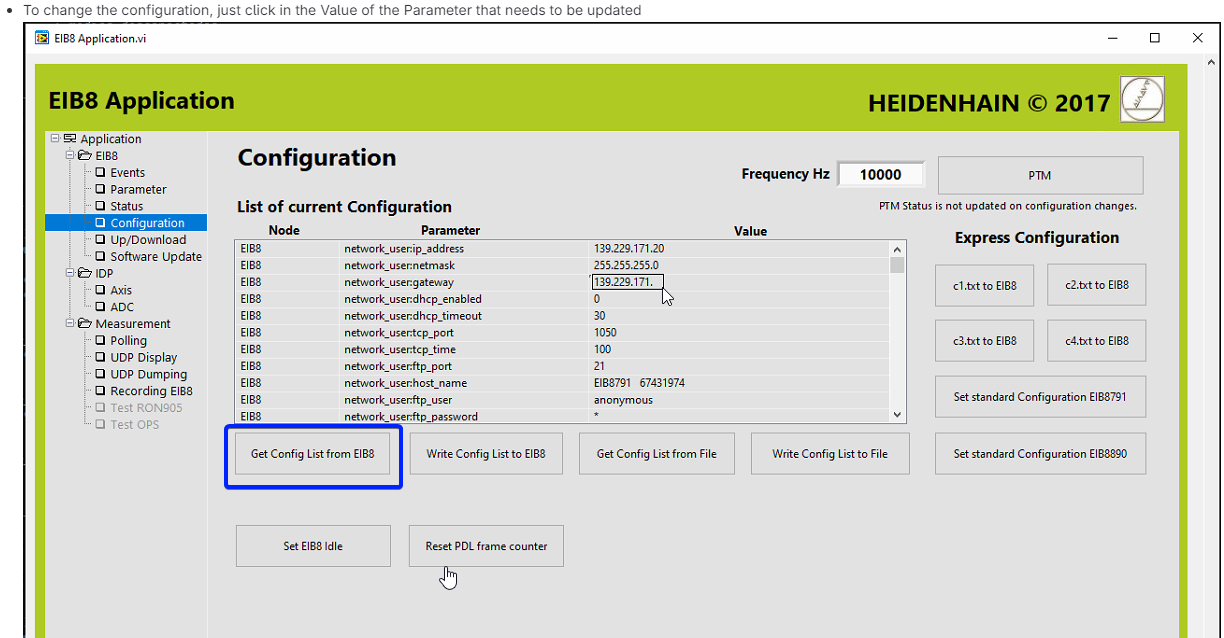 To change the configuration, just click in the Value of the Parameter that needs to be updated
EIB8 Application.vi
EIB8 Application
HEIDENHAIN © 2017
Application
EIB8
Events
Parameter
Status
Configuration
Up/Download
Software Update
IDP
Axis
ADC
Measurement
Polling
UDP Display
UDP Dumping
Recording EIB8
Test RON905
Test OPS
Configuration
Frequency Hz 10000 PTM
PTM Status is not updated on configuration changes.
List of current Configuration
Node Parameter Value
EIB8 network_user:ip_address 139.229.171.20
EIB8 network_user:netmask 255.255.255.0
EIB8 network_user:gateway 139.229.171.
EIB8 network_user:dhcp_enabled 0
EIB8 network_user:dhcp_timeout 30
EIB8 network_user:tcp_port 1050
EIB8 network_user:tcp_time 100
EIB8 network_user:ftp_port 21
EIB8 network_user:host_name EIB8791 67431974
EIB8 network_user:ftp_user anonymous
EIB8 network_user:ftp_password *
Get Config List from EIB8 Write Config List to EIB8 Get Config List from File Write Config List to File
Set EIB8 Idle Reset PDL frame counter
Express Configuration
c1.txt to EIB8 c2.txt to EIB8
c3.txt to EIB8 c4.txt to EIB8
Set standard Configuration EIB8791
Set standard Configuration EIB8890